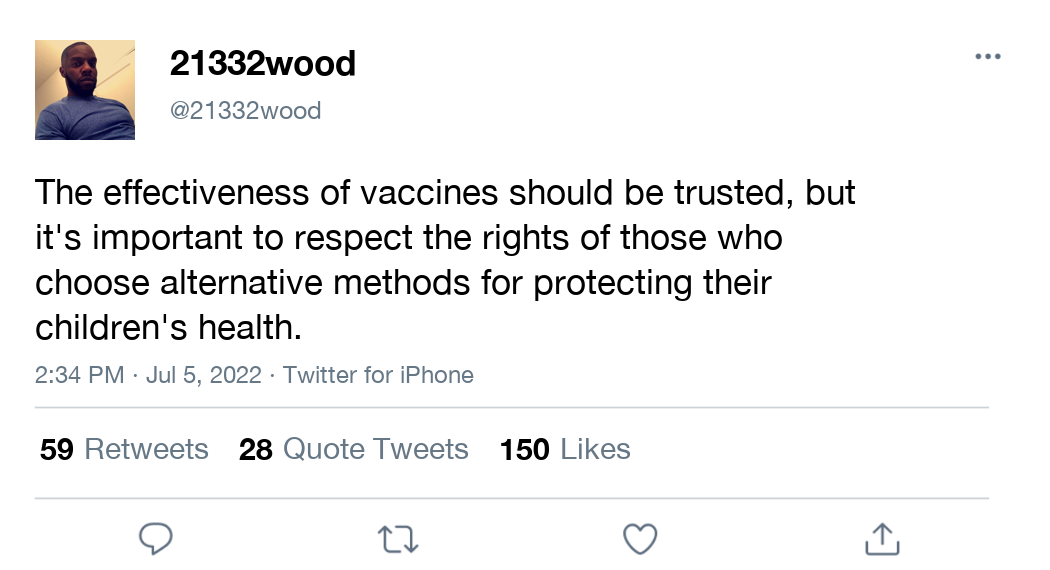 21332wood
@21332wood
The effectiveness of vaccines should be trusted, but
it's important to respect the rights of those who
choose alternative methods for protecting their
children's health.
2:34 PM · Jul 5, 2022 · Twitter for iPhone
59 Retweets 28 Quote Tweets 150 Likes